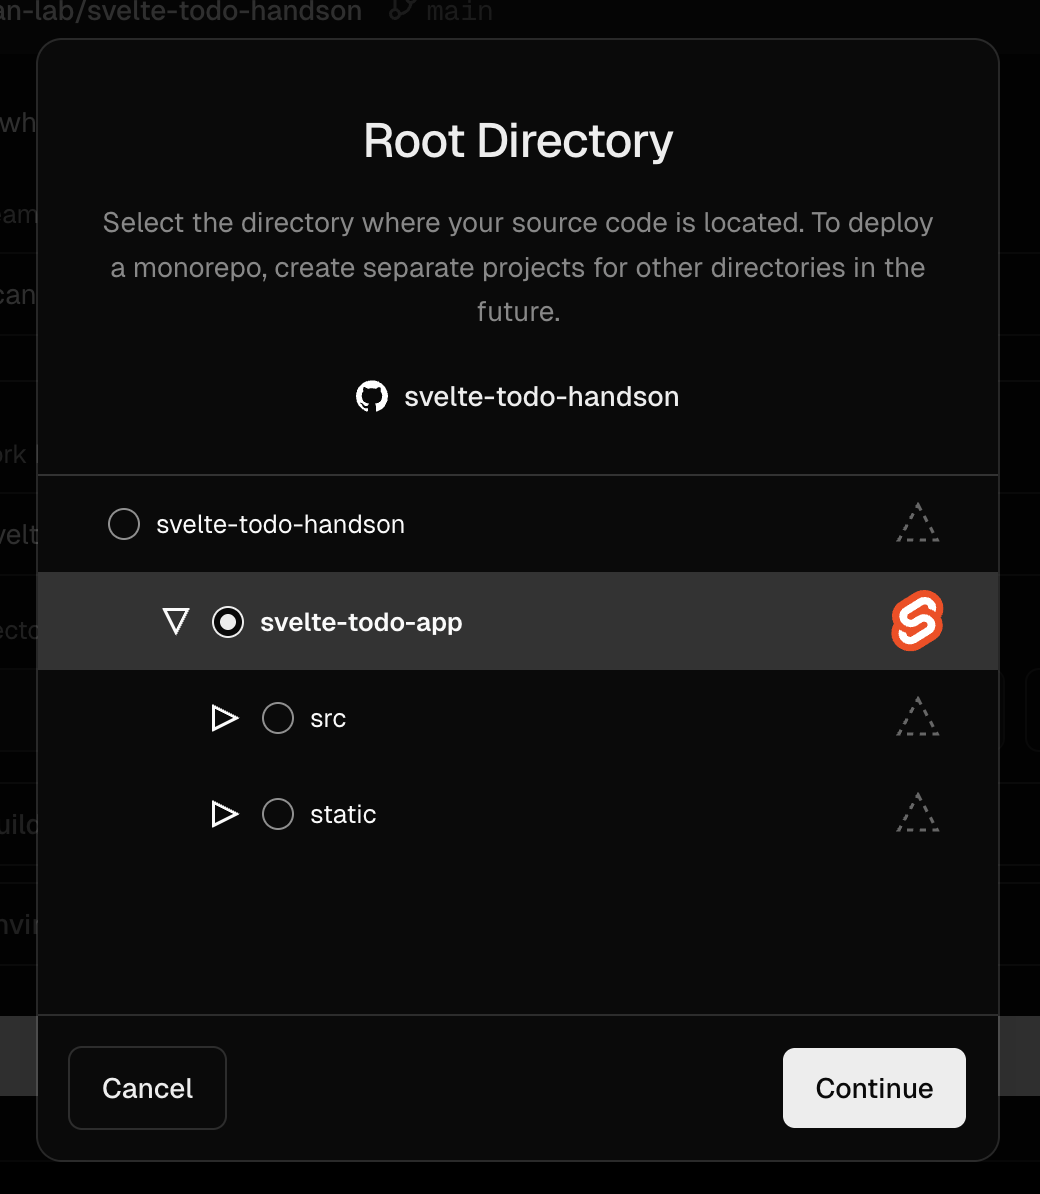 an-lab/svelte-todo-handson main
Root Directory
Select the directory where your source code is located. To deploy
a monorepo, create separate projects for other directories in the
future.
svelte-todo-handson
svelte-todo-handson
svelte-todo-app
src
static
Cancel
Continue